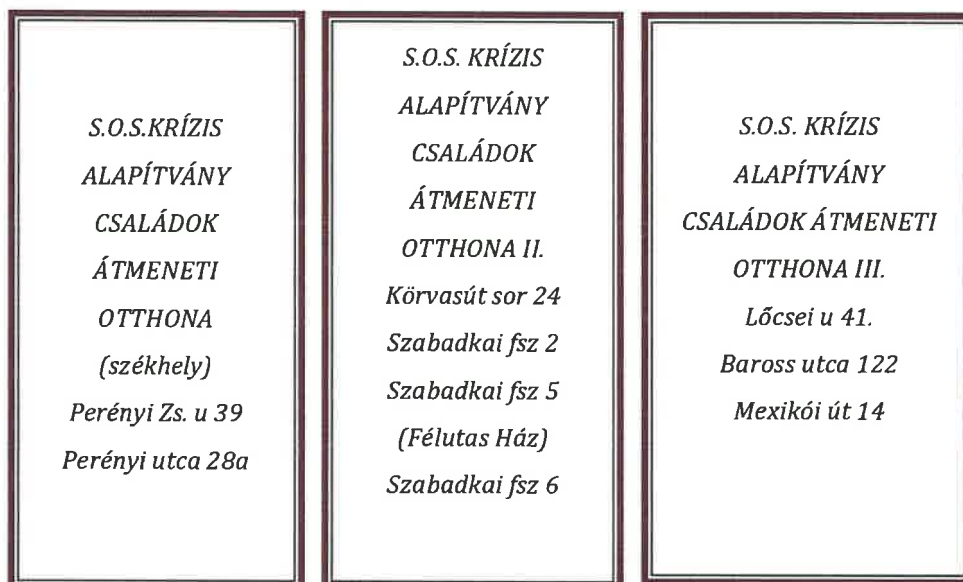 S.O.S.KRÍZIS
ALAPÍTVÁNY
CSALÁDOK
ÁTMENETI
OTTHONA
(székhely)
Perényi Zs. u 39
Perényi utca 28a
S.O.S. KRÍZIS
ALAPÍTVÁNY
CSALÁDOK
ÁTMENETI
OTTHONA II.
Körvasút sor 24
Szabadkai fsz 2
Szabadkai fsz 5
(Félutas Ház)
Szabadkai fsz 6
S.O.S. KRÍZIS
ALAPÍTVÁNY
CSALÁDOK ÁTMENETI
OTTHONA III.
Lőcsei u 41.
Baross utca 122
Mexikói út 14